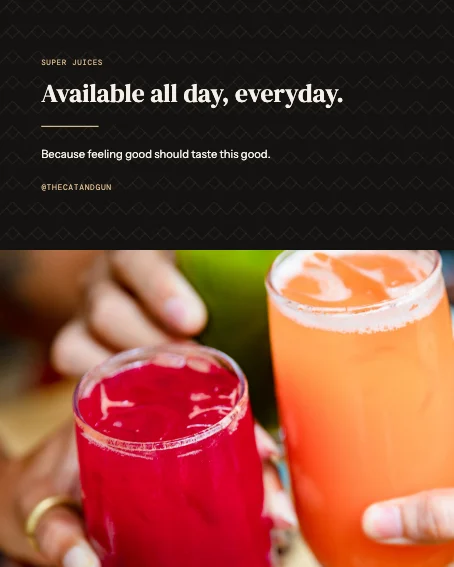 SUPER JUICES
Available all day, everyday.
Because feeling good should taste this good.
@THECATANDGUN